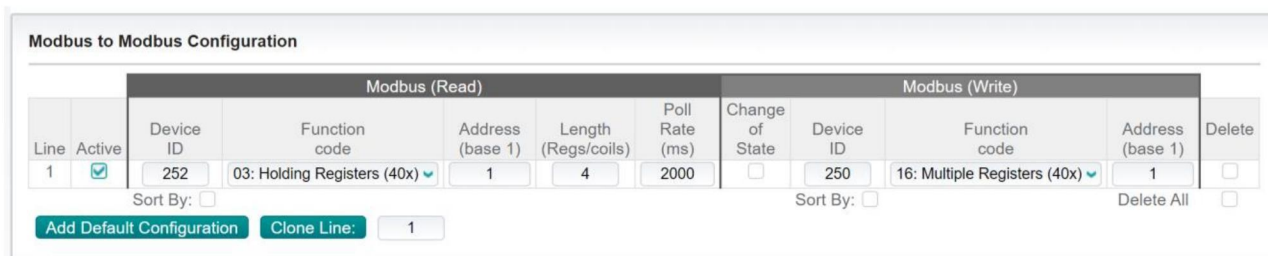 Modbus to Modbus Configuration
Modbus (Read) Modbus (Write)
Line Active Device ID Function code Address (base 1) Length (Regs/coils) Poll Rate (ms) Change of State Device ID Function code Address (base 1) Delete
1 252 03: Holding Registers (40x) 1 4 2000 250 16: Multiple Registers (40x) 1
Sort By: Sort By: Delete All
Add Default Configuration Clone Line: 1